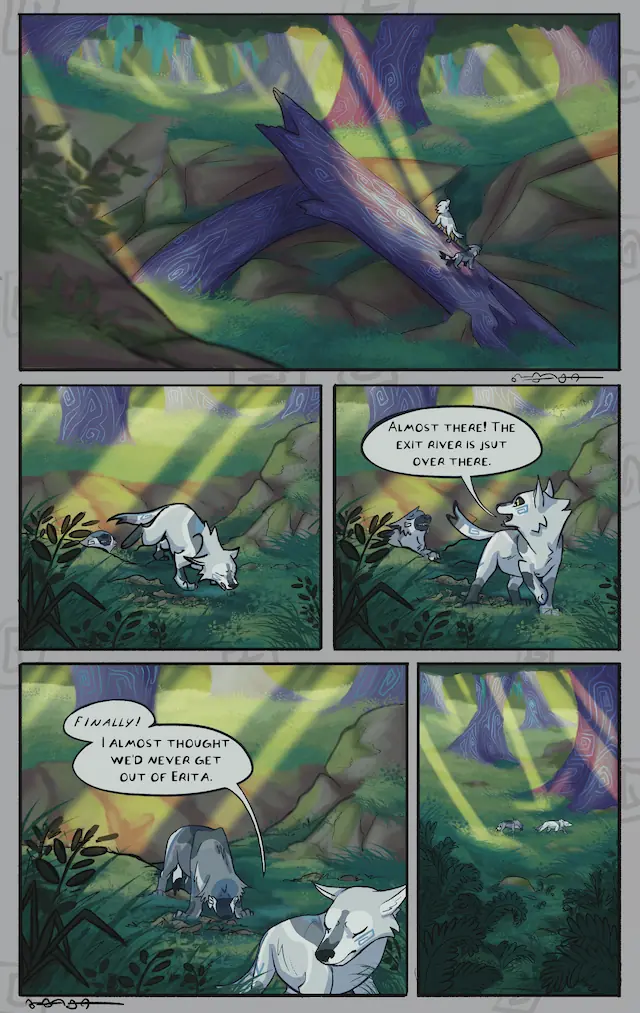 ALMOST THERE! THE
EXIT RIVER IS JSUT
OVER THERE.
FINALLY!
I ALMOST THOUGHT
WE'D NEVER GET
OUT OF ERITA.